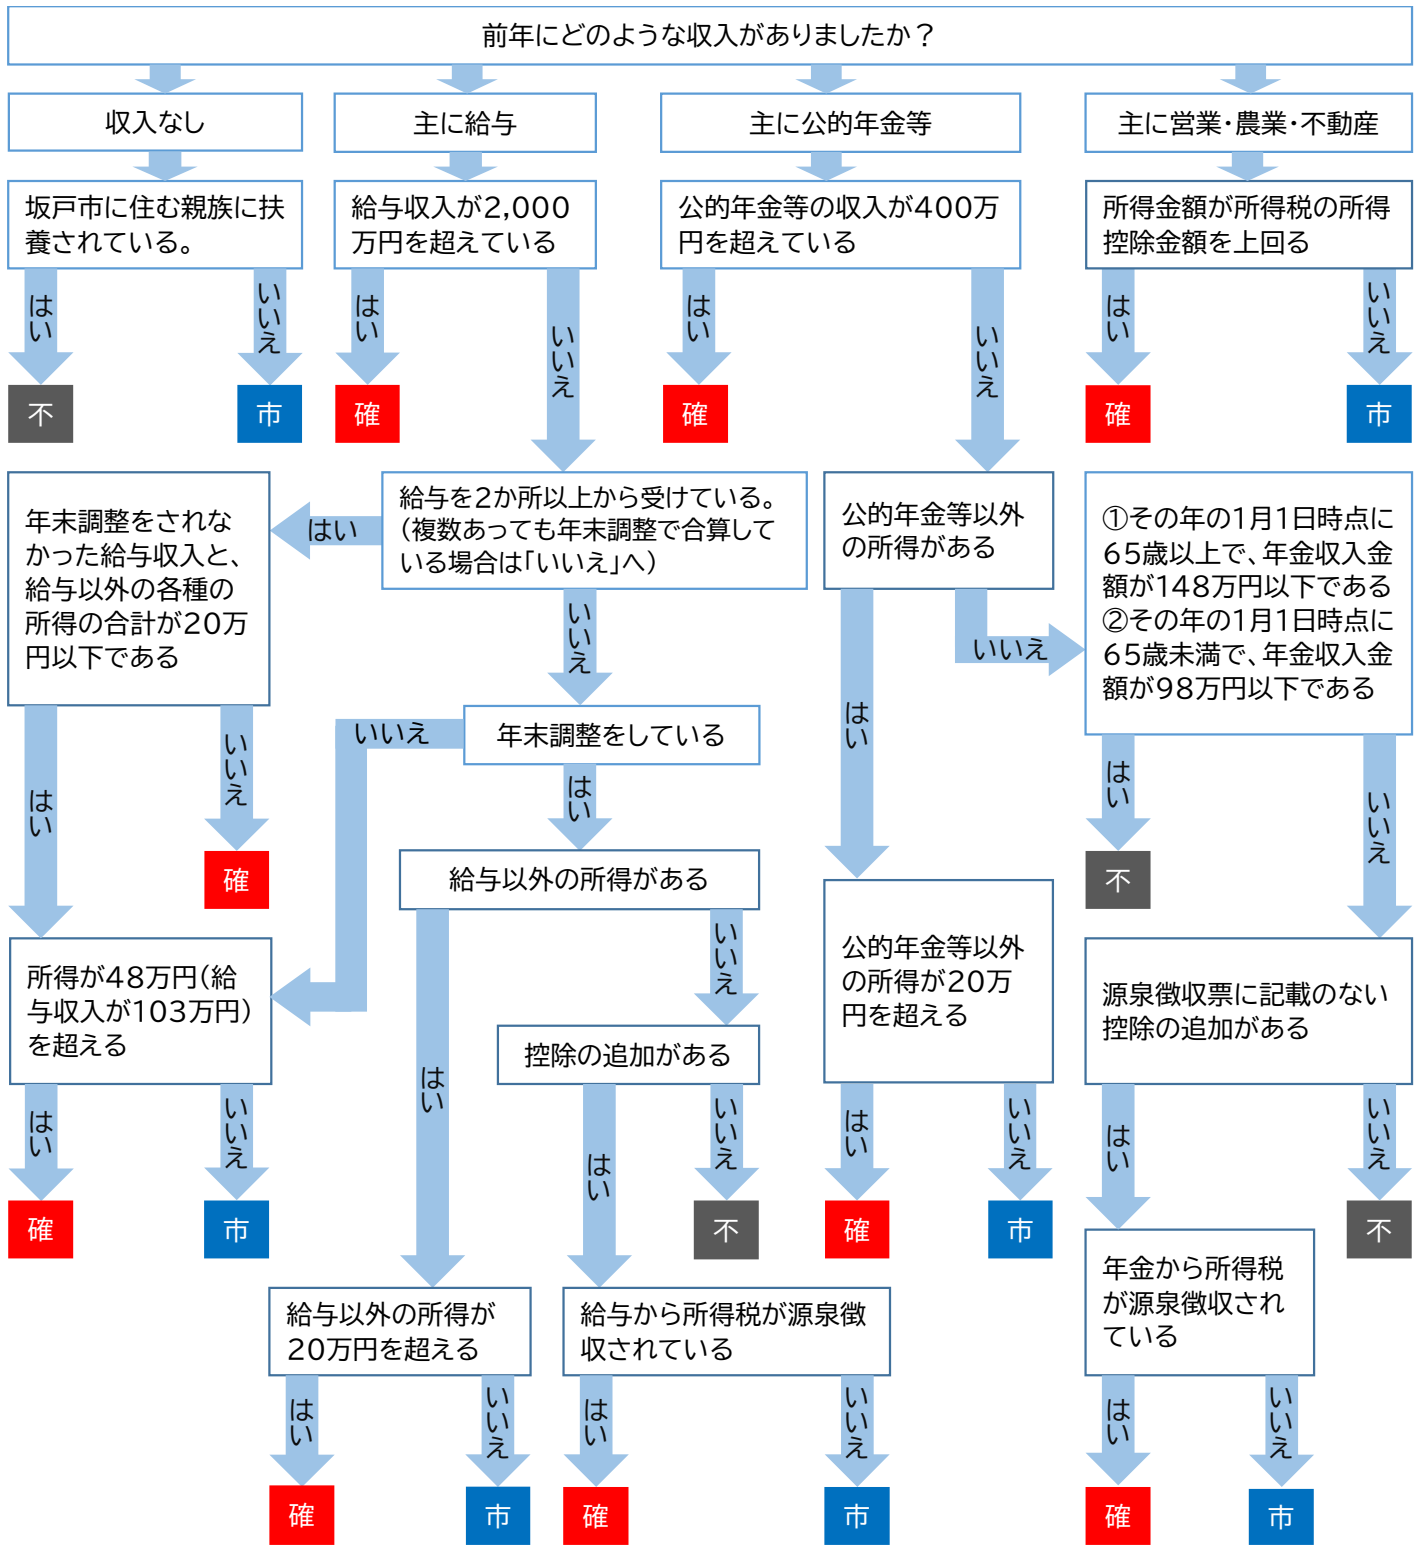 前年にどのような収入がありましたか？
収入なし
主に給与
主に公的年金等
主に営業・農業・不動産
坂戸市に住む親族に扶
養されている。
給与収入が2,000
万円を超えている
公的年金等の収入が400万
円を超えている
所得金額が所得税の所得
控除金額を上回る
はい
いいえ
はい
いいえ
はい
いいえ
はい
いいえ
不
市
確
確
確
市
年末調整をされな
かった給与収入と、
給与以外の各種の
所得の合計が20万
円以下である
はい
給与を2か所以上から受けている。
（複数あっても年末調整で合算して
いる場合は「いいえ」へ）
公的年金等以外
の所得がある
いいえ
①その年の1月1日時点に
65歳以上で、年金収入金
額が148万円以下である
②その年の1月1日時点に
65歳未満で、年金収入金
額が98万円以下である
いいえ
はい
いいえ
いいえ
年末調整をしている
はい
はい
はい
いいえ
確
給与以外の所得がある
不
いいえ
所得が48万円（給
与収入が103万円）
を超える
はい
控除の追加がある
公的年金等以外
の所得が20万
円を超える
源泉徴収票に記載のない
控除の追加がある
はい
いいえ
はい
いいえ
はい
いいえ
はい
いいえ
確
市
不
確
市
不
給与以外の所得が
20万円を超える
給与から所得税が源泉徴
収されている
年金から所得税
が源泉徴収され
ている
はい
いいえ
はい
いいえ
はい
いいえ
確
市
確
市
確
市